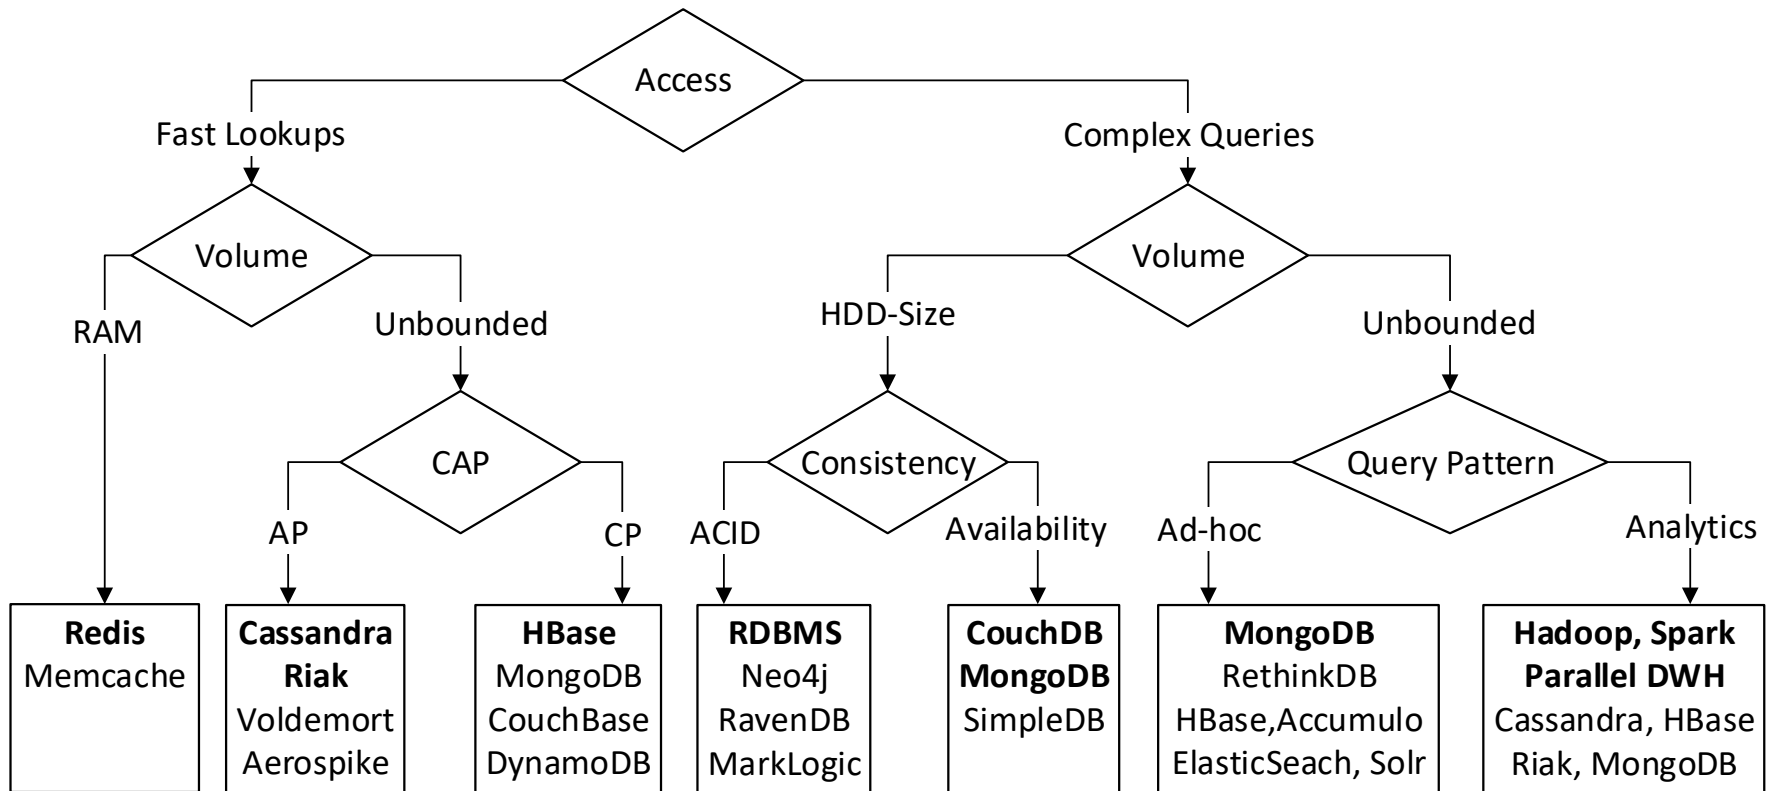 Access
Fast Lookups
Complex Queries
Volume
Volume
RAM
Unbounded
HDD-Size
Unbounded
CAP
Consistency
Query Pattern
AP
CP
ACID
Availability
Ad-hoc
Analytics
Redis
Memcache
Cassandra
Riak
Voldemort
Aerospike
HBase
MongoDB
CouchBase
DynamoDB
RDBMS
Neo4j
RavenDB
MarkLogic
CouchDB
MongoDB
SimpleDB
MongoDB
RethinkDB
HBase,Accumulo
ElasticSeach, Solr
Hadoop, Spark
Parallel DWH
Cassandra, HBase
Riak, MongoDB